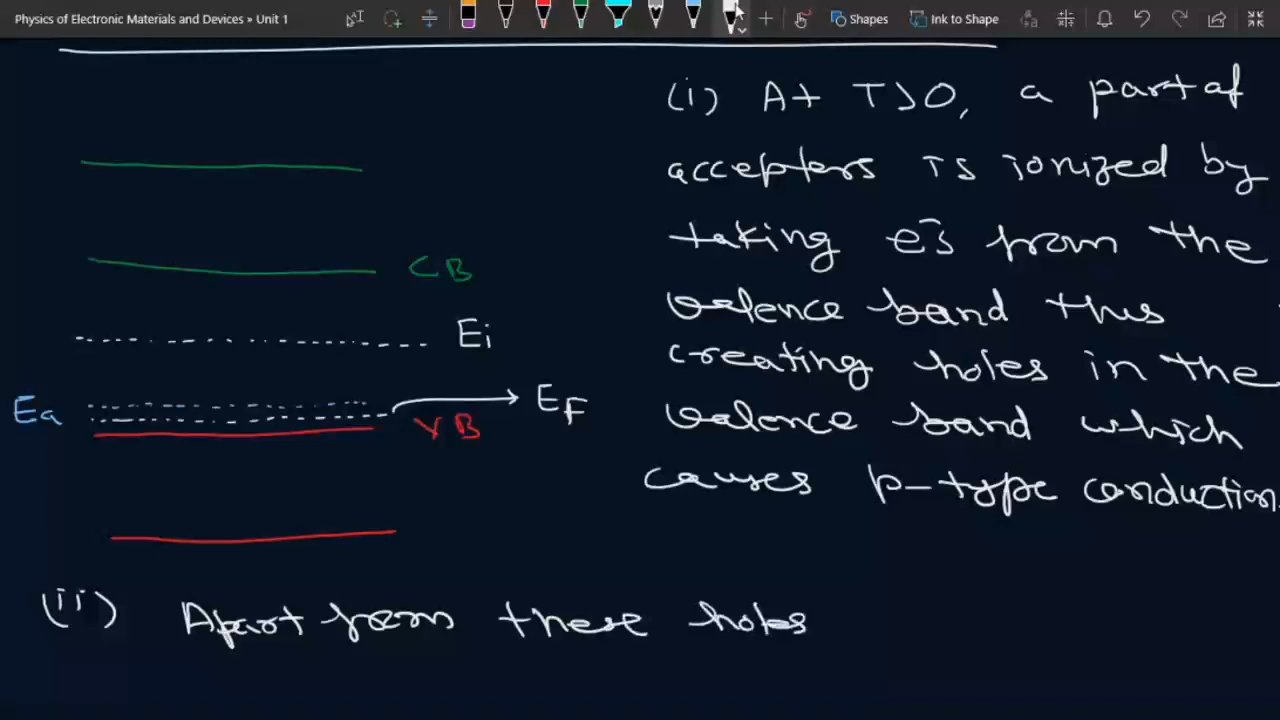 Physics of Electronic Materials and Devices » Unit 1
Shapes
Ink to Shape
(i) At T>0, a part of
accepters is ionized by
taking e⁻s from the
valence band thus
creating holes in the
valence band which
causes p-type conduction
CB
Ei
Ea
EF
VB
(ii) Apart from these holes